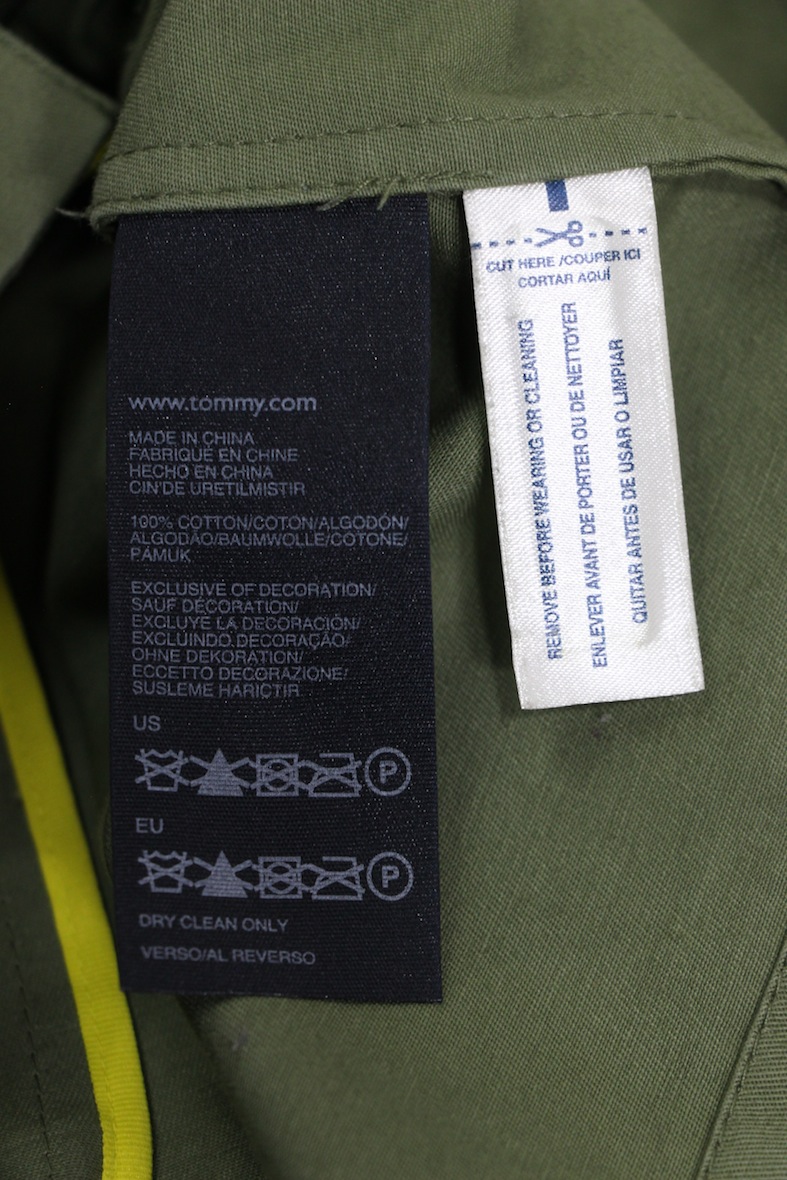 www.tommy.com
MADE IN CHINA
FABRIQUÉ EN CHINE
HECHO EN CHINA
CIN'DE URETILMISTIR
100% COTTON/COTON/ALGODÓN/
ALGODÃO/BAUMWOLLE/COTONE/
PAMUK
EXCLUSIVE OF DECORATION/
SAUF DÉCORATION/
EXCLUYE LA DECORACIÓN/
EXCLUINDO DECORAÇÃO/
OHNE DEKORATION/
ECCETTO DECORAZIONE/
SUSLEME HARIÇTIR
US
P
EU
P
DRY CLEAN ONLY
VERSO/AL REVERSO
CUT HERE /COUPER ICI
CORTAR AQUÍ
REMOVE BEFORE WEARING OR CLEANING
ENLEVER AVANT DE PORTER OU DE NETTOYER
QUITAR ANTES DE USAR O LIMPIAR